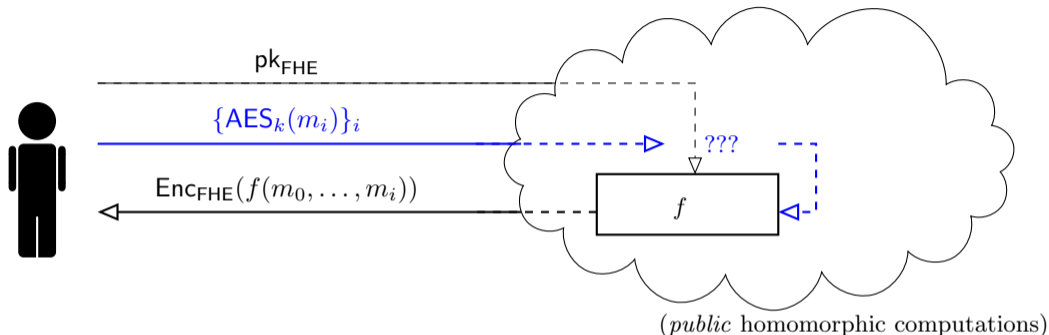 pk_FHE
{AES_k(m_i)}_i
???
Enc_FHE(f(m_0, . . . , m_i))
f
(public homomorphic computations)